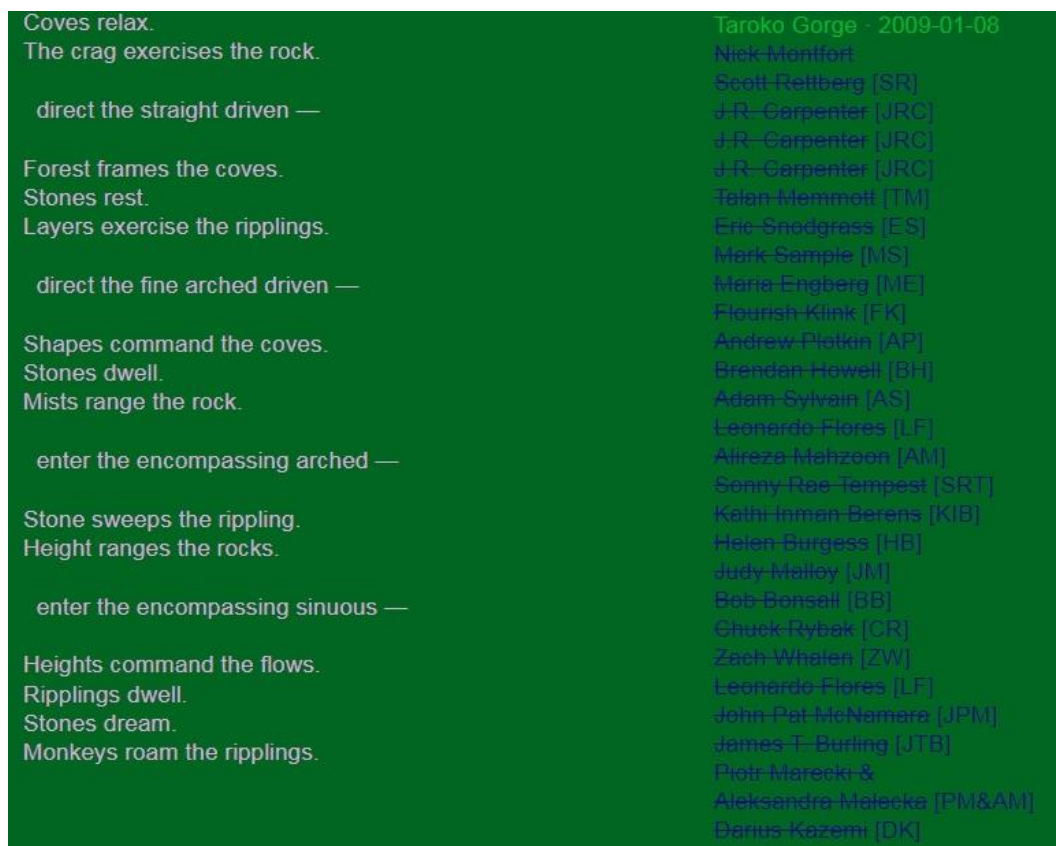 Coves relax.
The crag exercises the rock.
direct the straight driven —
Forest frames the coves.
Stones rest.
Layers exercise the ripplings.
direct the fine arched driven —
Shapes command the coves.
Stones dwell.
Mists range the rock.
enter the encompassing arched —
Stone sweeps the rippling.
Height ranges the rocks.
enter the encompassing sinuous —
Heights command the flows.
Ripplings dwell.
Stones dream.
Monkeys roam the ripplings.
Taroko Gorge · 2009-01-08
Nick Montfort
Scott Rettberg [SR]
J.R. Carpenter [JRC]
J.R. Carpenter [JRC]
J.R. Carpenter [JRC]
Talan Memmott [TM]
Eric Snodgrass [ES]
Mark Sample [MS]
Maria Engberg [ME]
Flourish Klink [FK]
Andrew Plotkin [AP]
Brendan Howell [BH]
Adam Sylvain [AS]
Leonardo Flores [LF]
Alireza Mahzoon [AM]
Sonny Rae Tempest [SRT]
Kathi Inman Berens [KIB]
Helen Burgess [HB]
Judy Malloy [JM]
Bob Bonsall [BB]
Chuck Rybak [CR]
Zach Whalen [ZW]
Leonardo Flores [LF]
John Pat McNamara [JPM]
James T. Burling [JTB]
Piotr Marecki &
Aleksandra Małecka [PM&AM]
Darius Kazemi [DK]